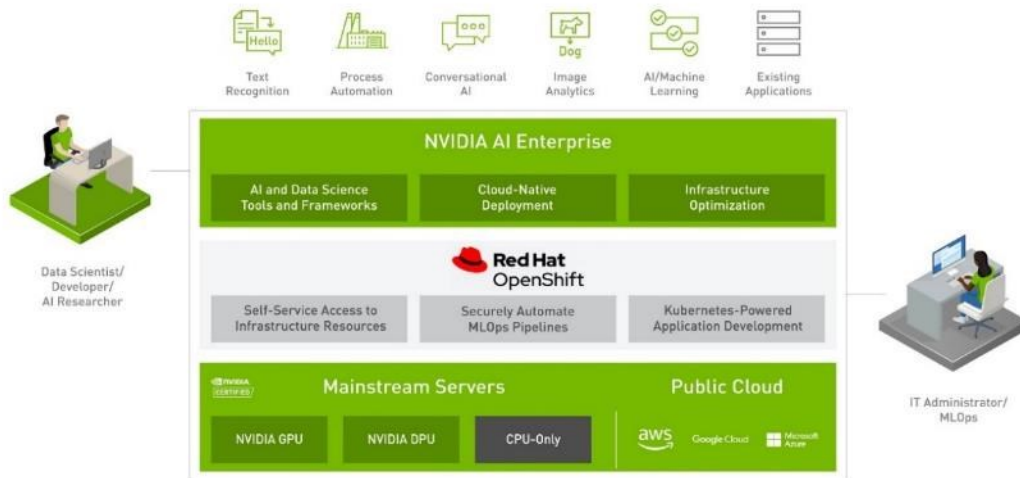 Hello
Dog
Text
Recognition
Process
Automation
Conversational
AI
Image
Analytics
AI/Machine
Learning
Existing
Applications
NVIDIA AI Enterprise
AI and Data Science
Tools and Frameworks
Cloud-Native
Deployment
Infrastructure
Optimization
Data Scientist/
Developer/
AI Researcher
Red Hat
OpenShift
Self-Service Access to
Infrastructure Resources
Securely Automate
MLOps Pipelines
Kubernetes-Powered
Application Development
IT Administrator/
MLOps
NVIDIA
CERTIFIED
Mainstream Servers
NVIDIA GPU
NVIDIA DPU
CPU-Only
Public Cloud
aws
Google Cloud
Microsoft
Azure